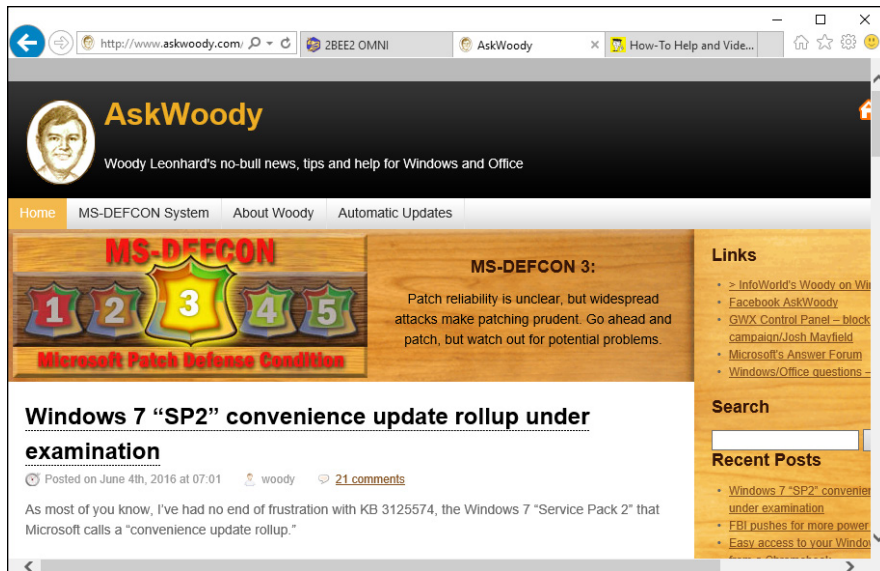 http://www.askwoody.com/
2BEE2 OMNI
AskWoody
How-To Help and Vide...
AskWoody
Woody Leonhard's no-bull news, tips and help for Windows and Office
Home
MS-DEFCON System
About Woody
Automatic Updates
MS-DEFCON
1 2 3 4 5
Microsoft Patch Defense Condition
MS-DEFCON 3:
Patch reliability is unclear, but widespread
attacks make patching prudent. Go ahead and
patch, but watch out for potential problems.
Windows 7 “SP2” convenience update rollup under
examination
Posted on June 4th, 2016 at 07:01
woody
21 comments
As most of you know, I’ve had no end of frustration with KB 3125574, the Windows 7 “Service Pack 2” that
Microsoft calls a “convenience update rollup.”
Links
> InfoWorld's Woody on Wi
Facebook AskWoody
GWX Control Panel – block
campaign/Josh Mayfield
Microsoft's Answer Forum
Windows/Office questions –
Search
Recent Posts
Windows 7 “SP2” convenier
under examination
FBI pushes for more power
Easy access to your Window
from a Chromebook